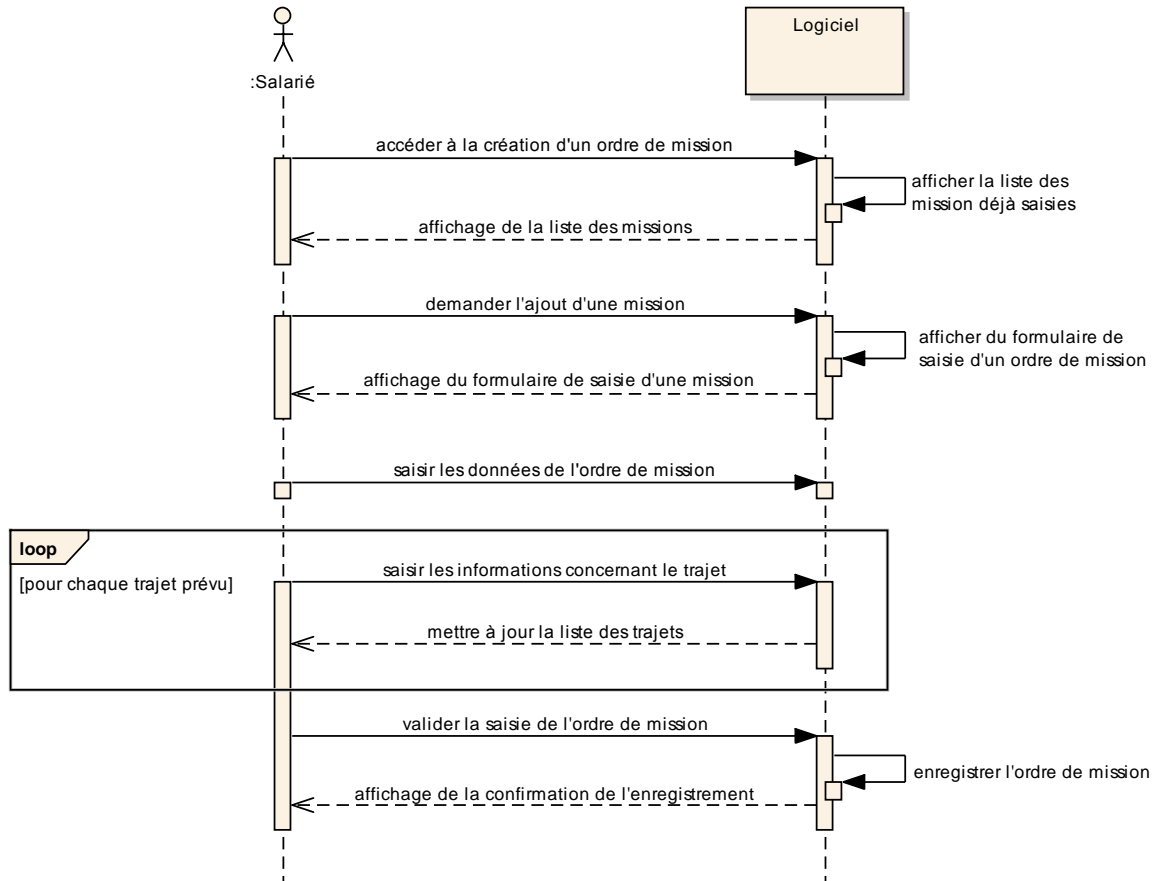 Logiciel
:Salarié
accéder à la création d'un ordre de mission
afficher la liste des
mission déjà saisies
affichage de la liste des missions
demander l'ajout d'une mission
afficher du formulaire de
saisie d'un ordre de mission
affichage du formulaire de saisie d'une mission
saisir les données de l'ordre de mission
loop
[pour chaque trajet prévu]
saisir les informations concernant le trajet
mettre à jour la liste des trajets
valider la saisie de l'ordre de mission
enregistrer l'ordre de mission
affichage de la confirmation de l'enregistrement